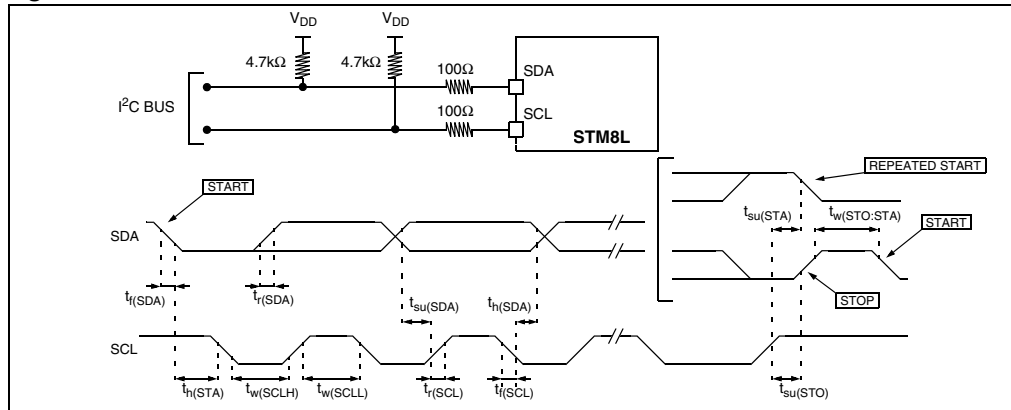 VDD VDD
4.7kΩ 4.7kΩ
100Ω
SDA
I²C BUS
100Ω
SCL
STM8L
REPEATED START
START
tsu(STA) tw(STO:STA)
START
SDA
tf(SDA) tr(SDA) tsu(SDA) th(SDA)
STOP
SCL
th(STA) tw(SCLH) tw(SCLL) tr(SCL) tf(SCL) tsu(STO)